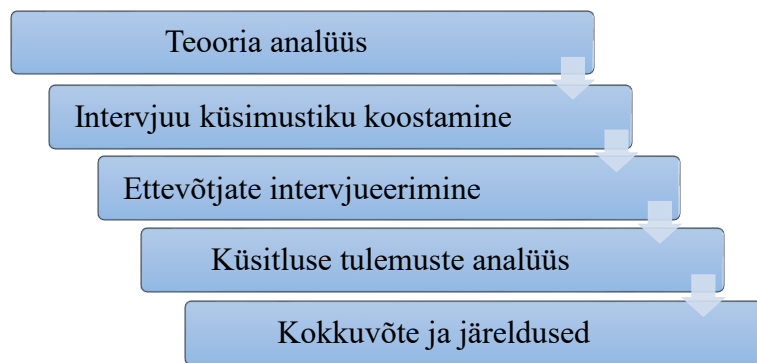 Teooria analüüs
Intervjuu küsimustiku koostamine
Ettevõtjate intervjueerimine
Küsitluse tulemuste analüüs
Kokkuvõte ja järeldused